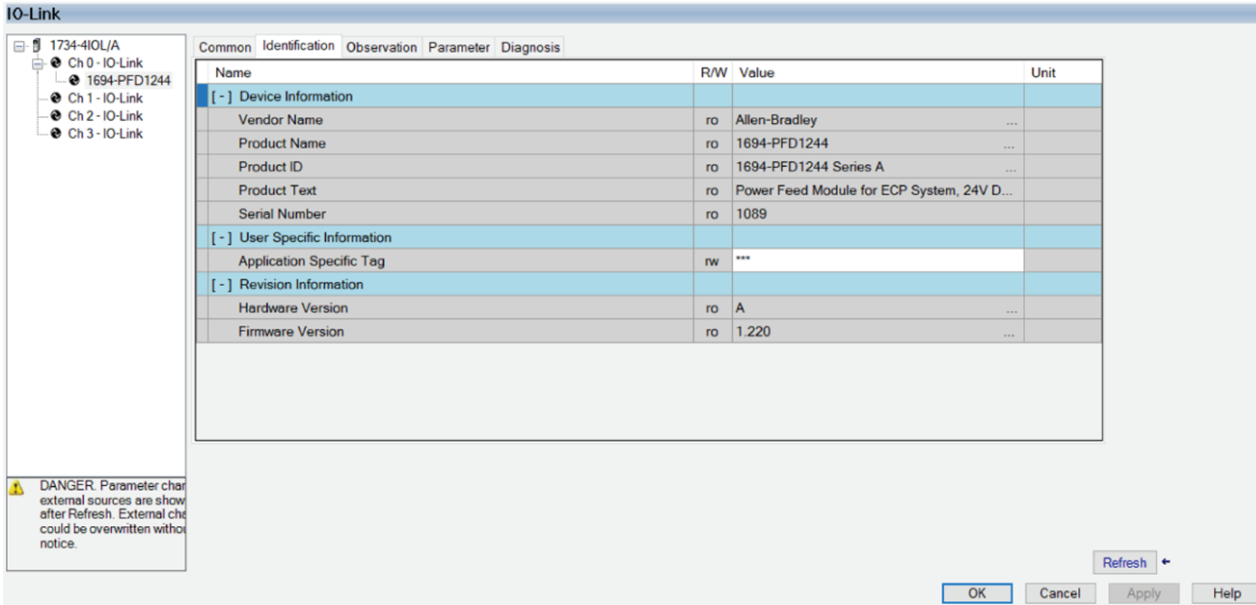 IO-Link
1734-4IOL/A
Ch 0 - IO-Link
1694-PFD1244
Ch 1 - IO-Link
Ch 2 - IO-Link
Ch 3 - IO-Link
Common Identification Observation Parameter Diagnosis
Name R/W Value Unit
[ - ] Device Information
Vendor Name ro Allen-Bradley ...
Product Name ro 1694-PFD1244 ...
Product ID ro 1694-PFD1244 Series A ...
Product Text ro Power Feed Module for ECP System, 24V D...
Serial Number ro 1089
[ - ] User Specific Information
Application Specific Tag rw ***
[ - ] Revision Information
Hardware Version ro A ...
Firmware Version ro 1.220 ...
DANGER. Parameter char
external sources are show
after Refresh. External cha
could be overwritten withou
notice.
Refresh
OK Cancel Apply Help